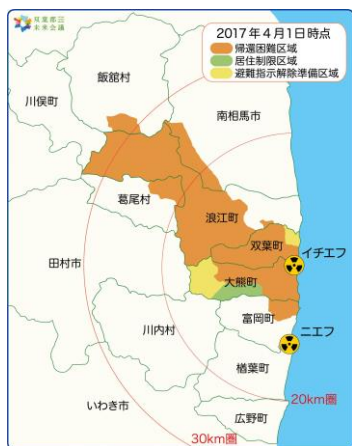 双葉郡
未来会議
2017年4月1日時点
帰還困難区域
居住制限区域
避難指示解除準備区域
飯舘村
川俣町
南相馬市
葛尾村
浪江町
双葉町
イチエフ
田村市
大熊町
富岡町
川内村
ニエフ
楢葉町
いわき市
20km圏
広野町
30km圏